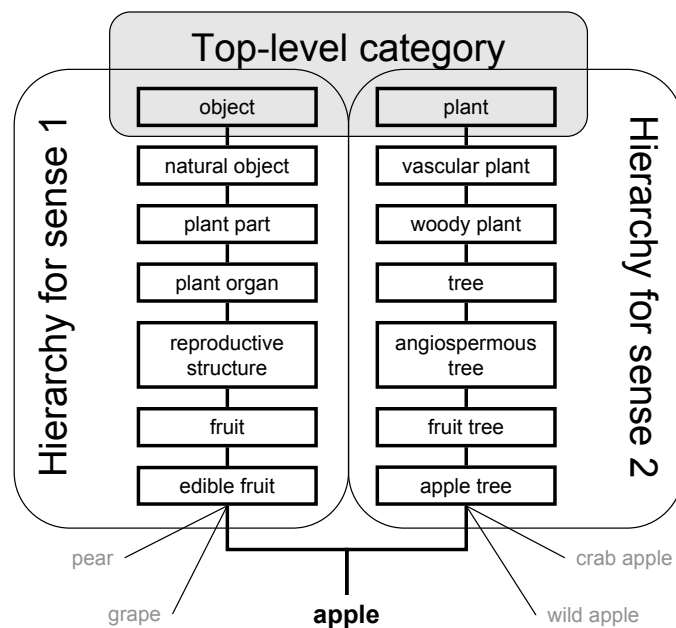 Top-level category
Hierarchy for sense 1
object
natural object
plant part
plant organ
reproductive
structure
fruit
edible fruit
plant
vascular plant
woody plant
tree
angiospermous
tree
fruit tree
apple tree
Hierarchy for sense 2
pear
grape
apple
crab apple
wild apple